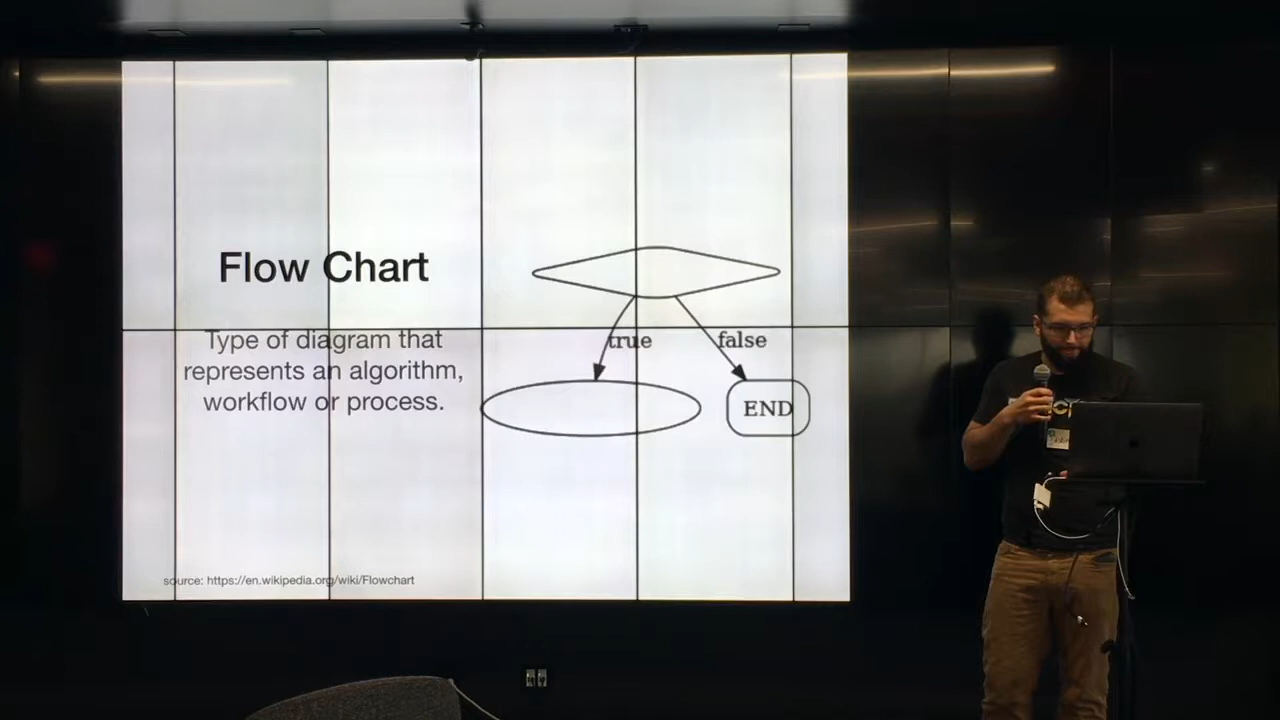 Flow Chart
Type of diagram that
represents an algorithm,
workflow or process.
true
false
END
source: https://en.wikipedia.org/wiki/Flowchart